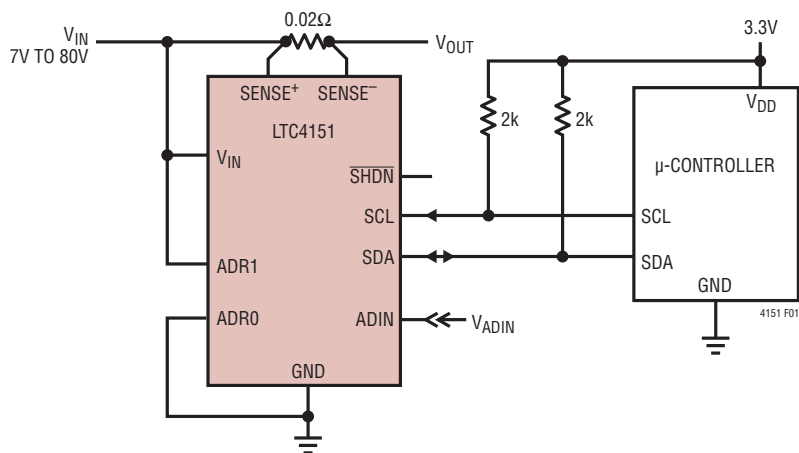 0.02Ω
V_IN
7V TO 80V
V_OUT
3.3V
SENSE⁺ SENSE⁻
LTC4151
2k
2k
V_DD
µ-CONTROLLER
V_IN
SHDN
SCL
SCL
SDA
SDA
ADR1
ADR0
ADIN
V_ADIN
GND
GND
4151 F01